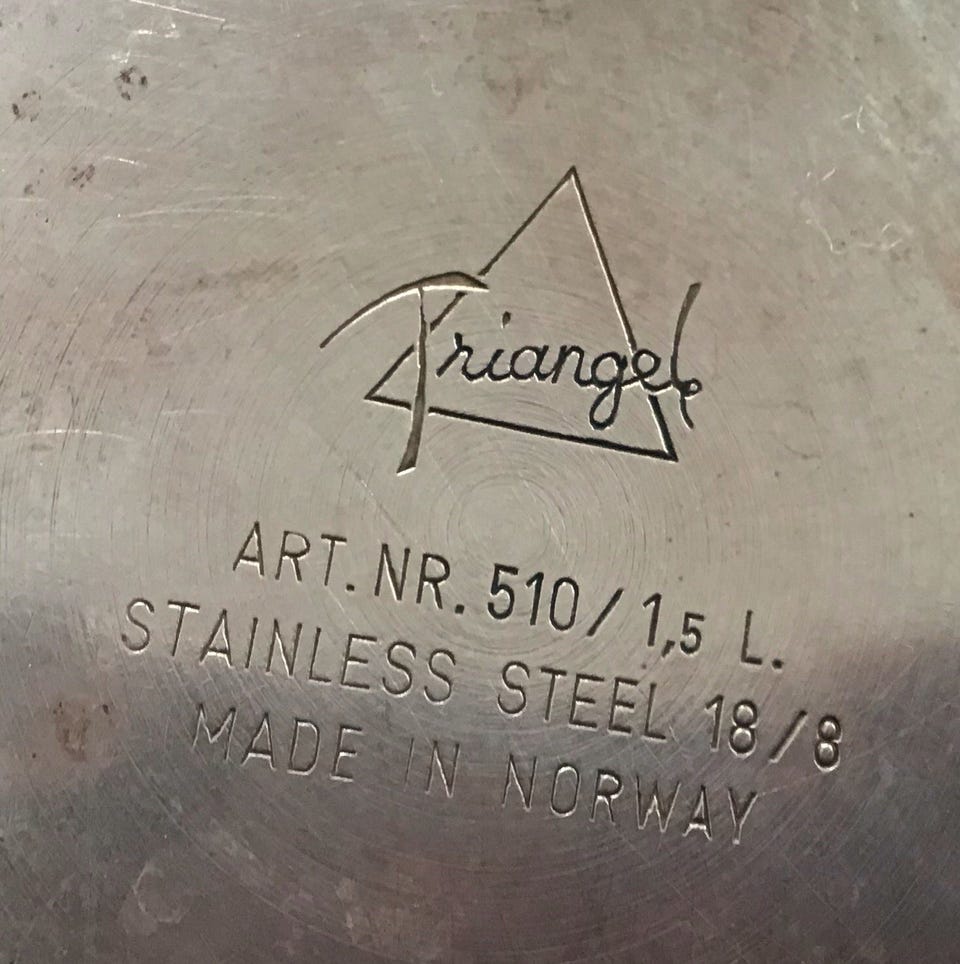 Triangel
ART. NR. 510/1,5 L.
STAINLESS STEEL 18/8
MADE IN NORWAY